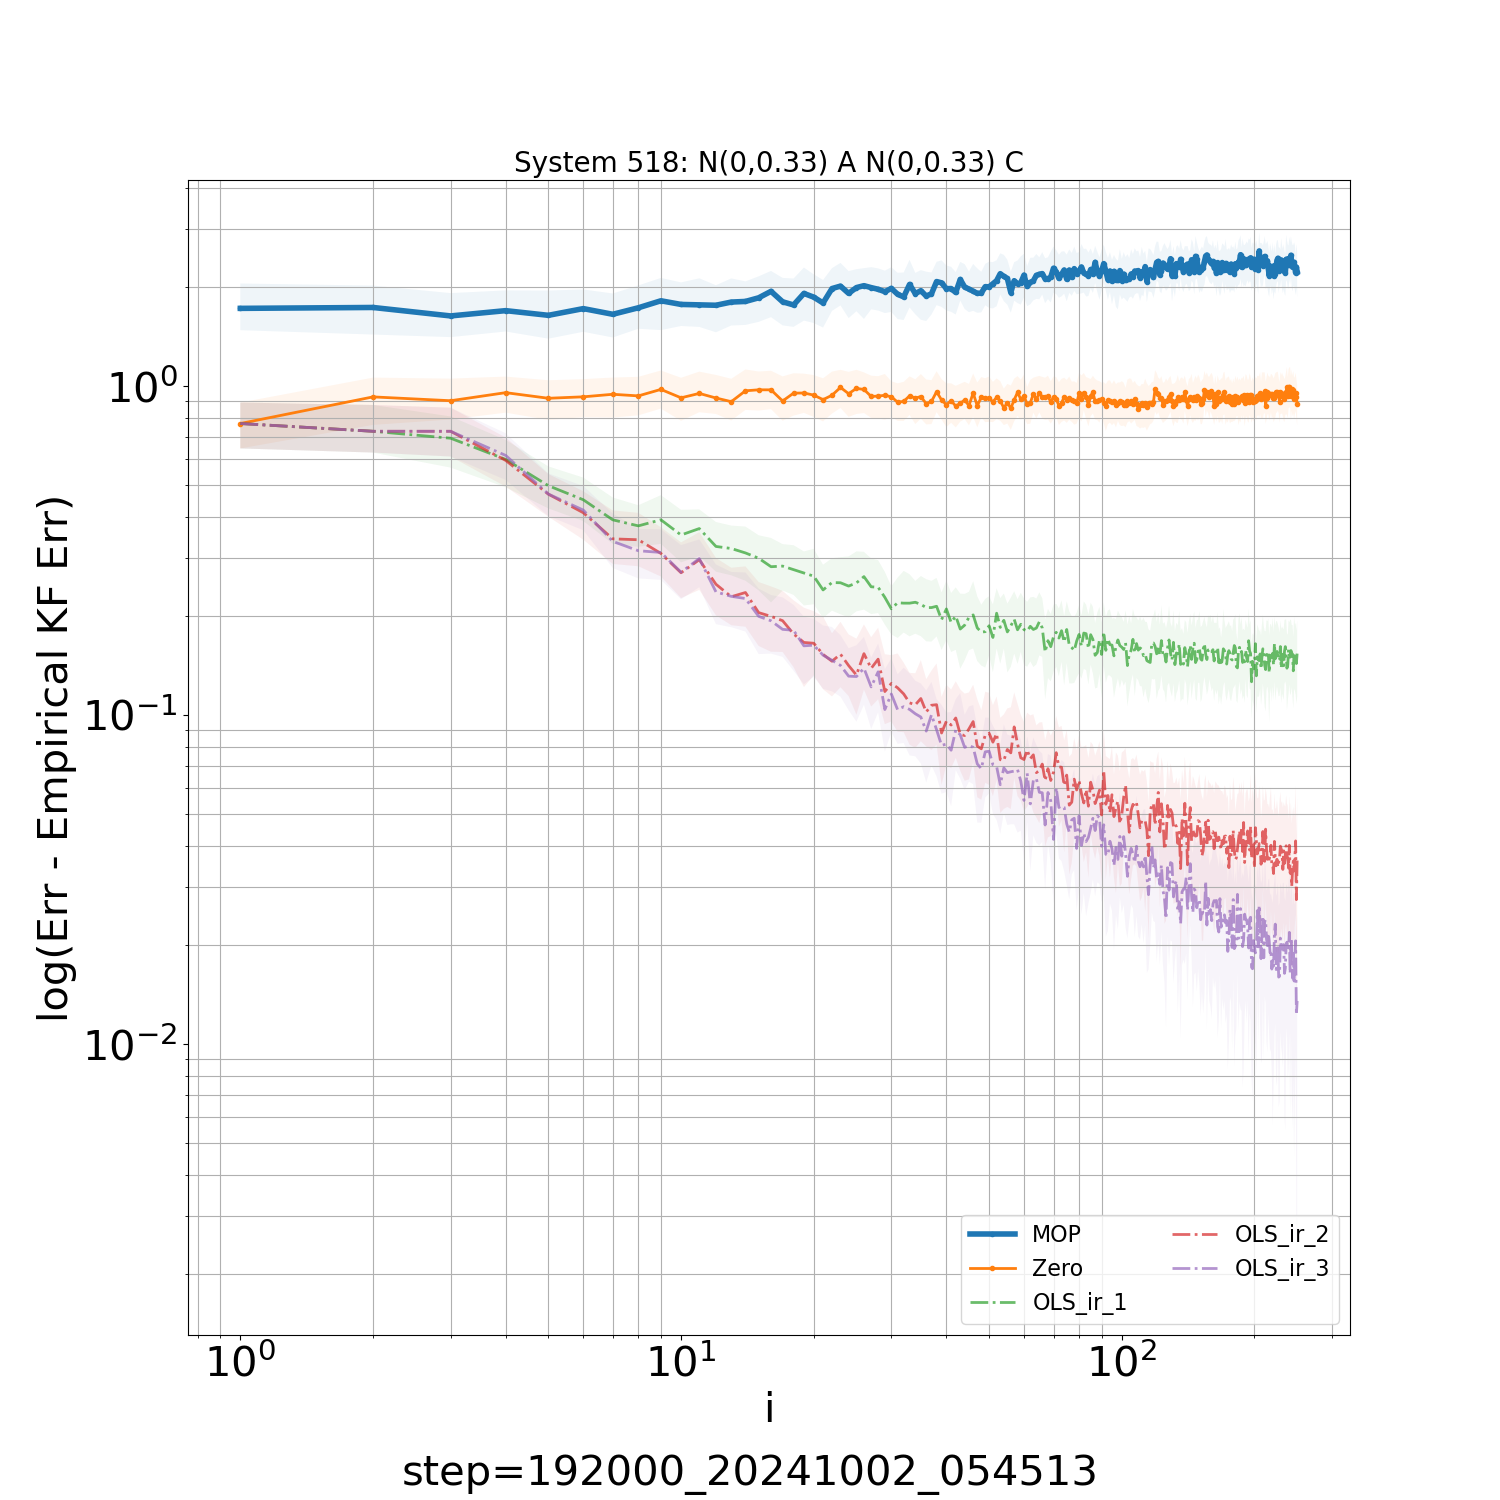 System 518: N(0,0.33) A N(0,0.33) C
log(Err - Empirical KF Err)
10⁰
10⁻¹
10⁻²
MOP
Zero
OLS_ir_1
OLS_ir_2
OLS_ir_3
10⁰ 10¹ 10²
i
step=192000_20241002_054513